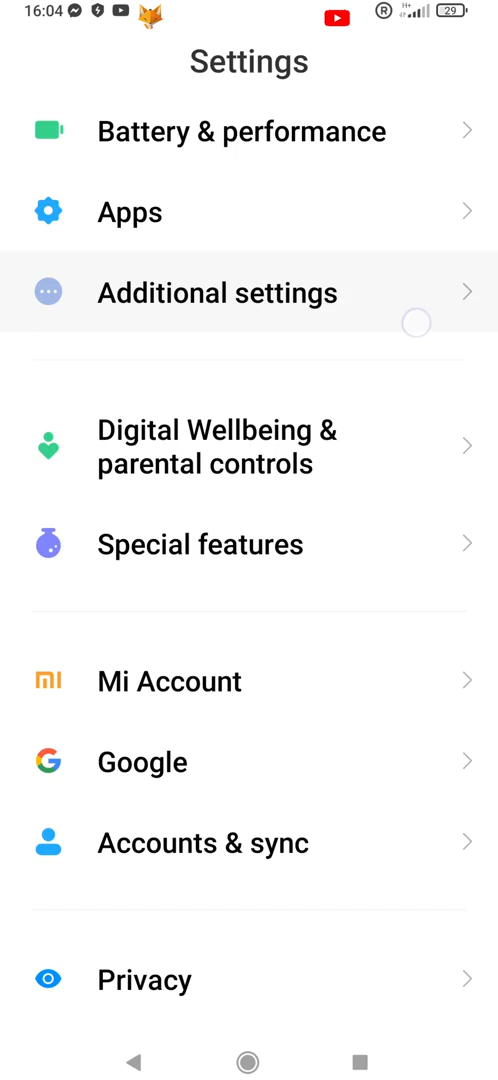 16:04 R H+ 29
Settings
Battery & performance
Apps
Additional settings
Digital Wellbeing &
parental controls
Special features
mi Mi Account
G Google
Accounts & sync
Privacy